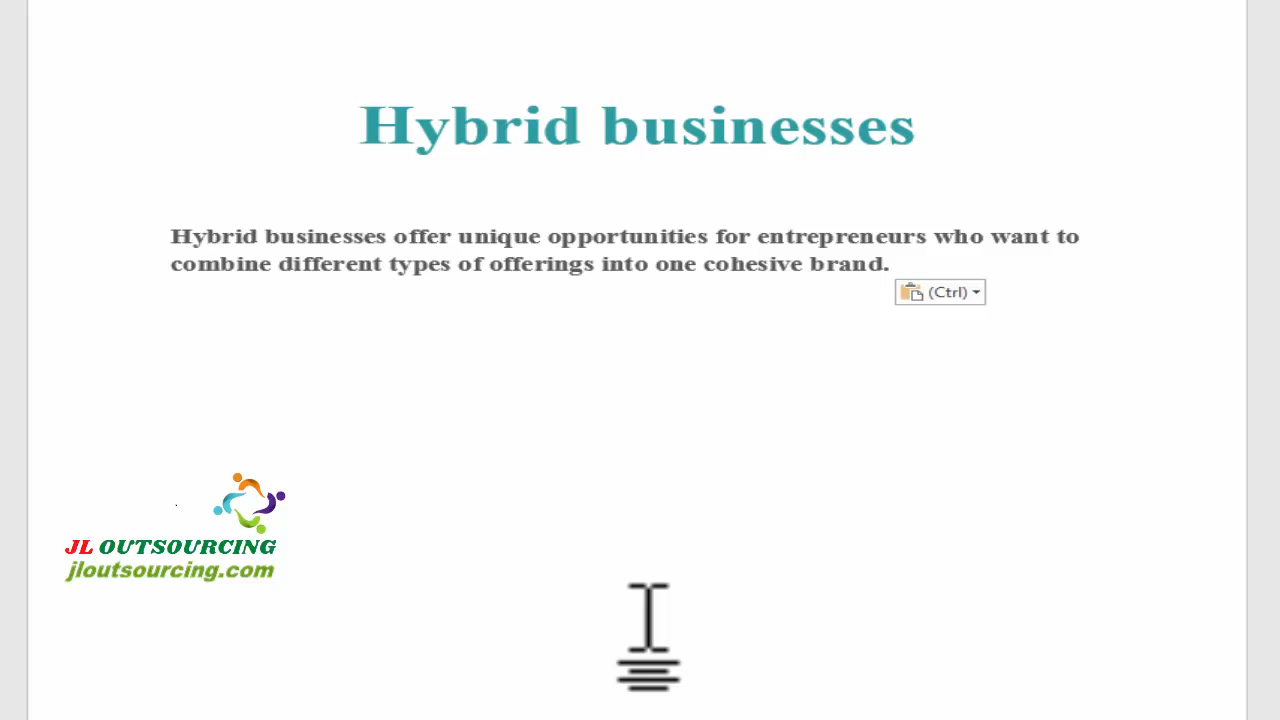 Hybrid businesses
Hybrid businesses offer unique opportunities for entrepreneurs who want to
combine different types of offerings into one cohesive brand.
(Ctrl)
JL OUTSOURCING
jloutsourcing.com